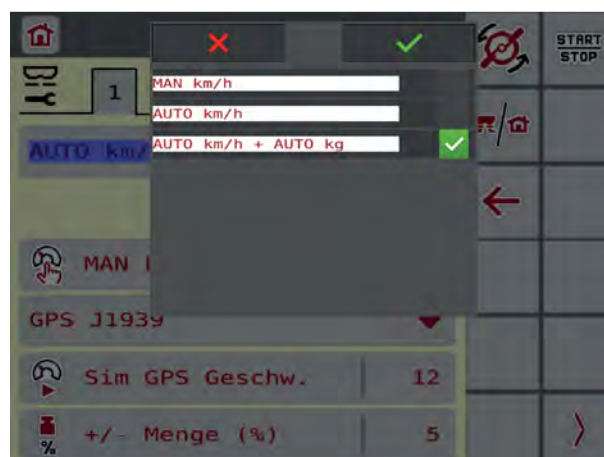 START
STOP
MAN km/h
1
AUTO km/h
AUTO km/h + AUTO kg
AUTO km/
MAN
GPS J1939
Sim GPS Geschw. 12
+/- Menge (%) 5
%